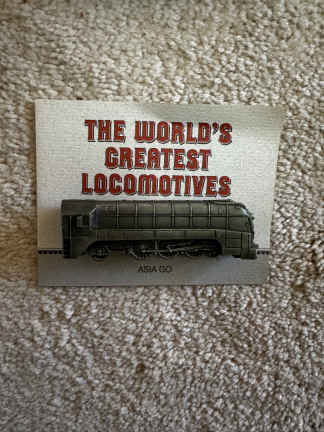 THE WORLD'S
GREATEST
LOCOMOTIVES
ASIA GO